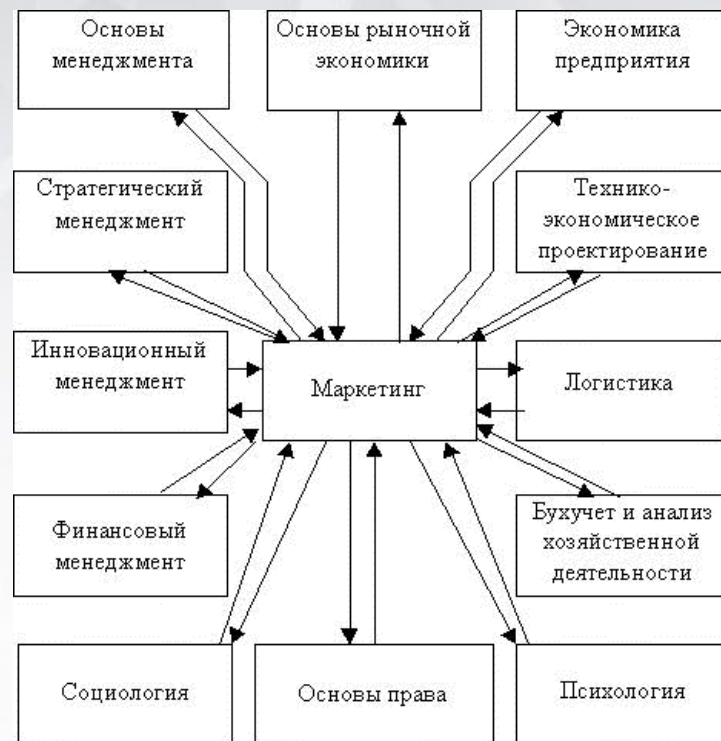 Основы
менеджмента
Основы рыночной
экономики
Экономика
предприятия
Стратегический
менеджмент
Технико-
экономическое
проектирование
Инновационный
менеджмент
Маркетинг
Логистика
Финансовый
менеджмент
Бухучет и анализ
хозяйственной
деятельности
Социология
Основы права
Психология